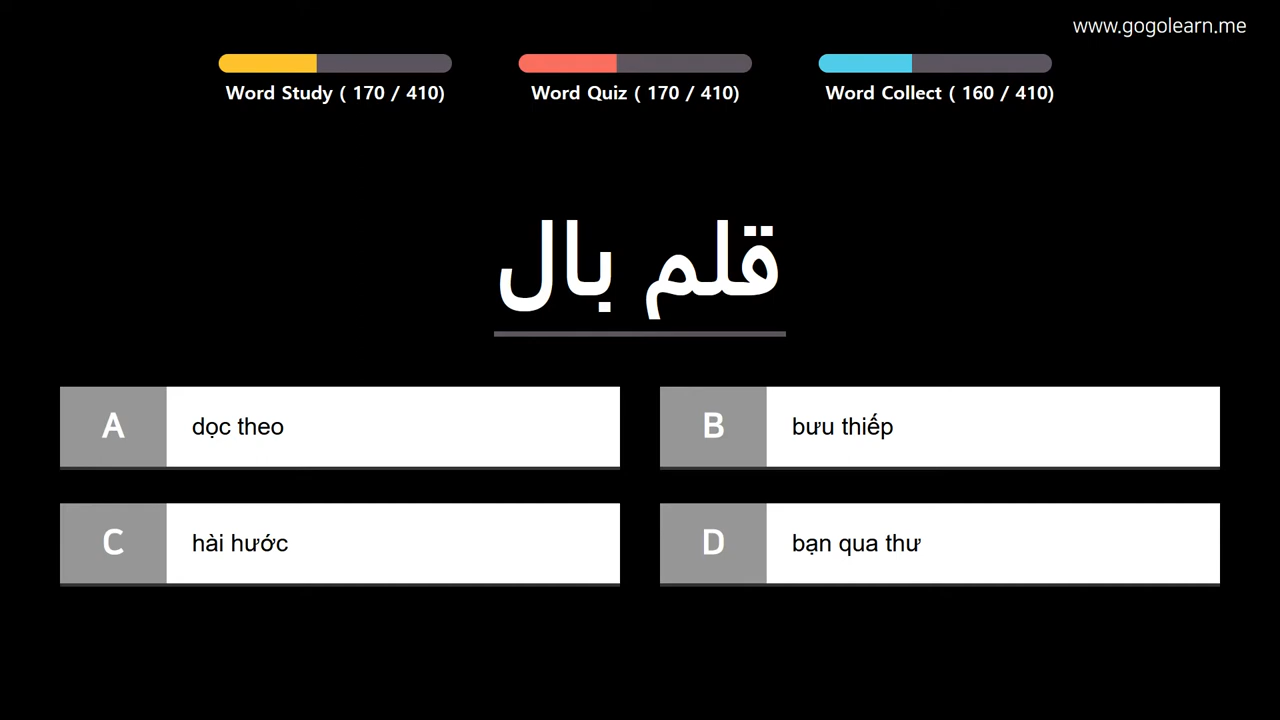 www.gogolearn.me
Word Study ( 170 / 410)
Word Quiz ( 170 / 410)
Word Collect ( 160 / 410)
قلم بال
A
dọc theo
B
bưu thiếp
C
hài hước
D
bạn qua thư